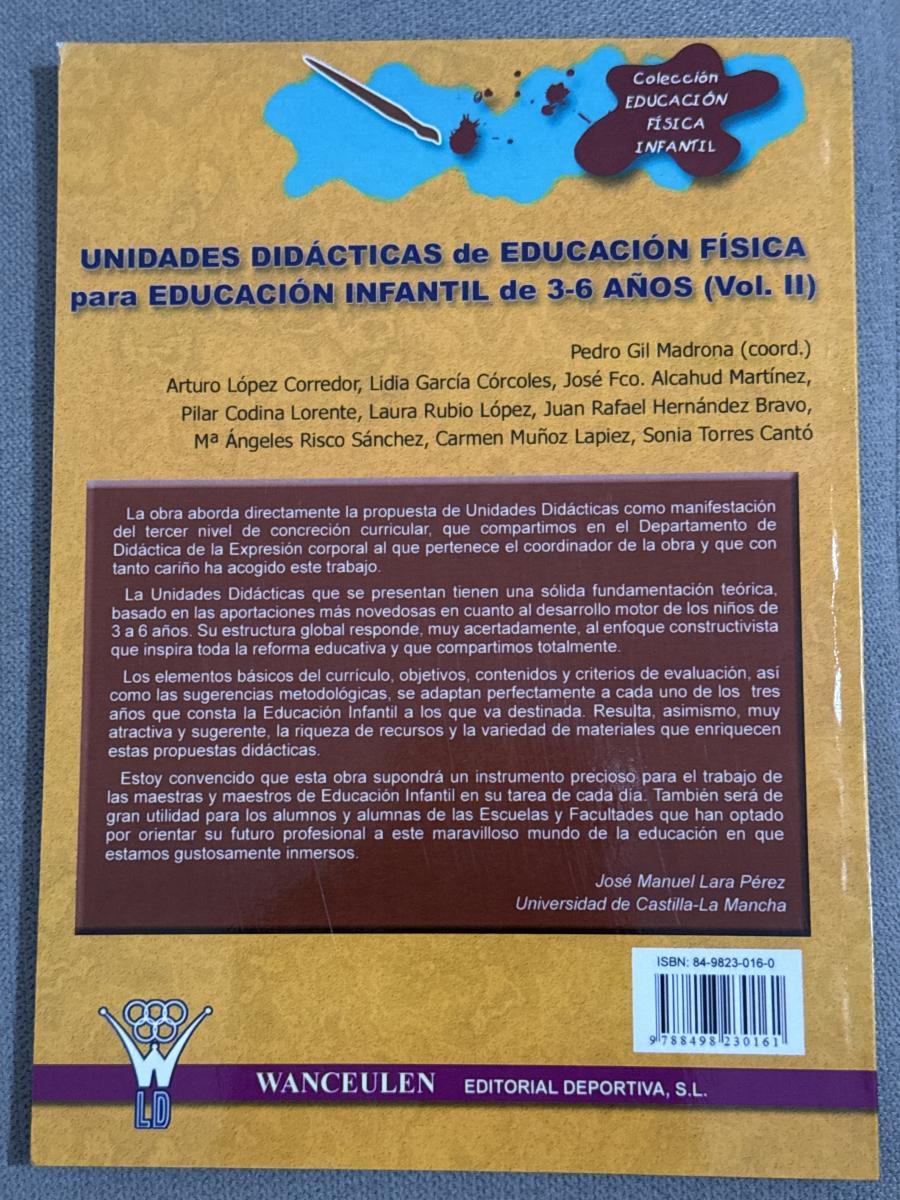 Colección
EDUCACIÓN
FÍSICA
INFANTIL
UNIDADES DIDÁCTICAS de EDUCACIÓN FÍSICA
para EDUCACIÓN INFANTIL de 3-6 AÑOS (Vol. II)
Pedro Gil Madrona (coord.)
Arturo López Corredor, Lidia García Córcoles, José Fco. Alcahud Martínez,
Pilar Codina Lorente, Laura Rubio López, Juan Rafael Hernández Bravo,
Mª Ángeles Risco Sánchez, Carmen Muñoz Lapiez, Sonia Torres Cantó
La obra aborda directamente la propuesta de Unidades Didácticas como manifestación
del tercer nivel de concreción curricular, que compartimos en el Departamento de
Didáctica de la Expresión corporal al que pertenece el coordinador de la obra y que con
tanto cariño ha acogido este trabajo.
La Unidades Didácticas que se presentan tienen una sólida fundamentación teórica,
basado en las aportaciones más novedosas en cuanto al desarrollo motor de los niños de
3 a 6 años. Su estructura global responde, muy acertadamente, al enfoque constructivista
que inspira toda la reforma educativa y que compartimos totalmente.
Los elementos básicos del currículo, objetivos, contenidos y criterios de evaluación, así
como las sugerencias metodológicas, se adaptan perfectamente a cada uno de los tres
años que consta la Educación Infantil a los que va destinada. Resulta, asimismo, muy
atractiva y sugerente, la riqueza de recursos y la variedad de materiales que enriquecen
estas propuestas didácticas.
Estoy convencido que esta obra supondrá un instrumento precioso para el trabajo de
las maestras y maestros de Educación Infantil en su tarea de cada día. También será de
gran utilidad para los alumnos y alumnas de las Escuelas y Facultades que han optado
por orientar su futuro profesional a este maravilloso mundo de la educación en que
estamos gustosamente inmersos.
José Manuel Lara Pérez
Universidad de Castilla-La Mancha
ISBN: 84-9823-016-0
9 788498 230161
W
LD
WANCEULEN EDITORIAL DEPORTIVA, S.L.